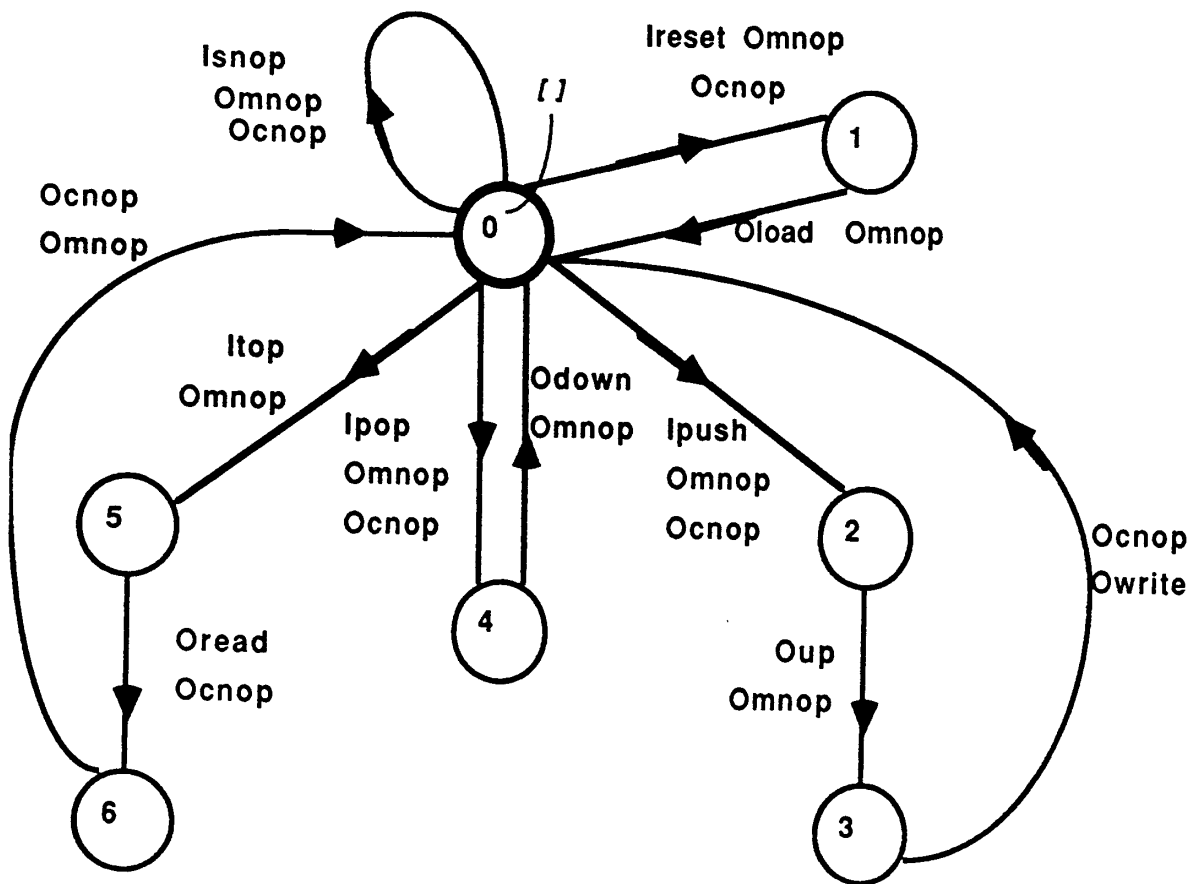 Ireset Omnop
Ocnop
Isnop
Omnop
Ocnop
[ ]
1
Ocnop
Omnop
0
Oload Omnop
Itop
Omnop
Odown
Omnop
Ipop
Omnop
Ocnop
Ipush
Omnop
Ocnop
5
2
Ocnop
Owrite
4
Oread
Ocnop
Oup
Omnop
6
3